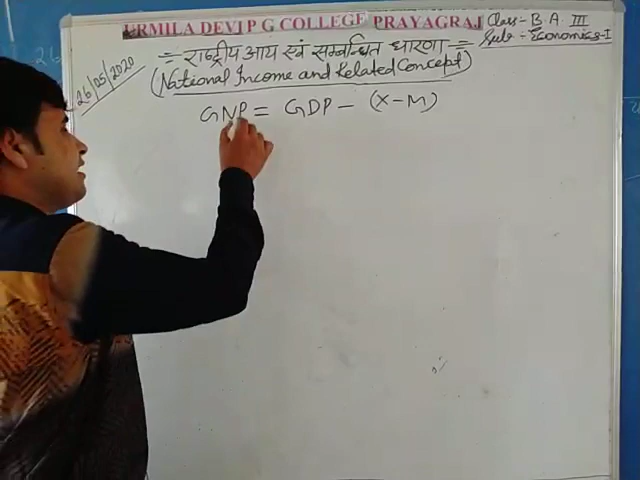 URMILA DEVI P G COLLEGE PRAYAGRAJ
Class - B.A. III
Sub - Economics-I
26/05/2020
= राष्ट्रीय आय एवं सम्बन्धित धारणा =
(National Income and Related Concept)
GNP = GDP - (X-M)